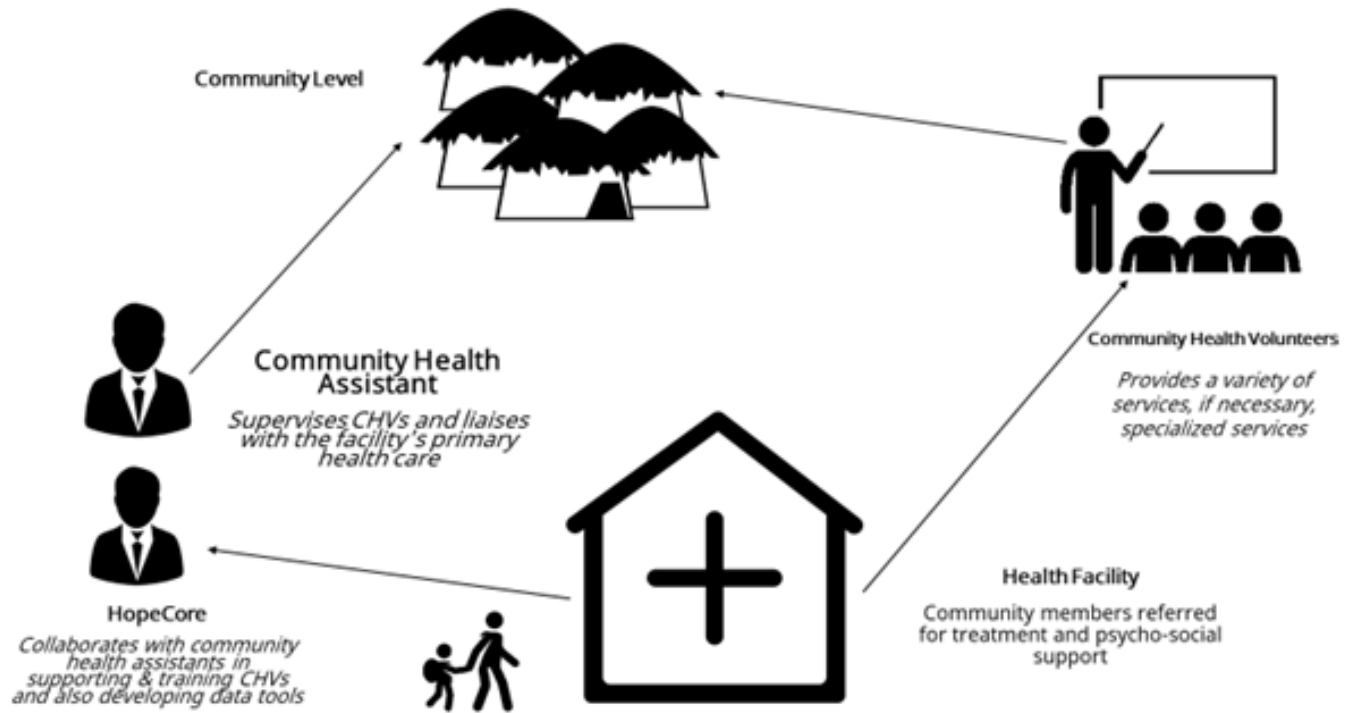 Community Level
Community Health
Assistant
Supervises CHVs and liaises
with the facility's primary
health care
Community Health Volunteers
Provides a variety of
services, if necessary,
specialized services
HopeCore
Collaborates with community
health assistants in
supporting & training CHVs
and also developing data tools
Health Facility
Community members referred
for treatment and psycho-social
support